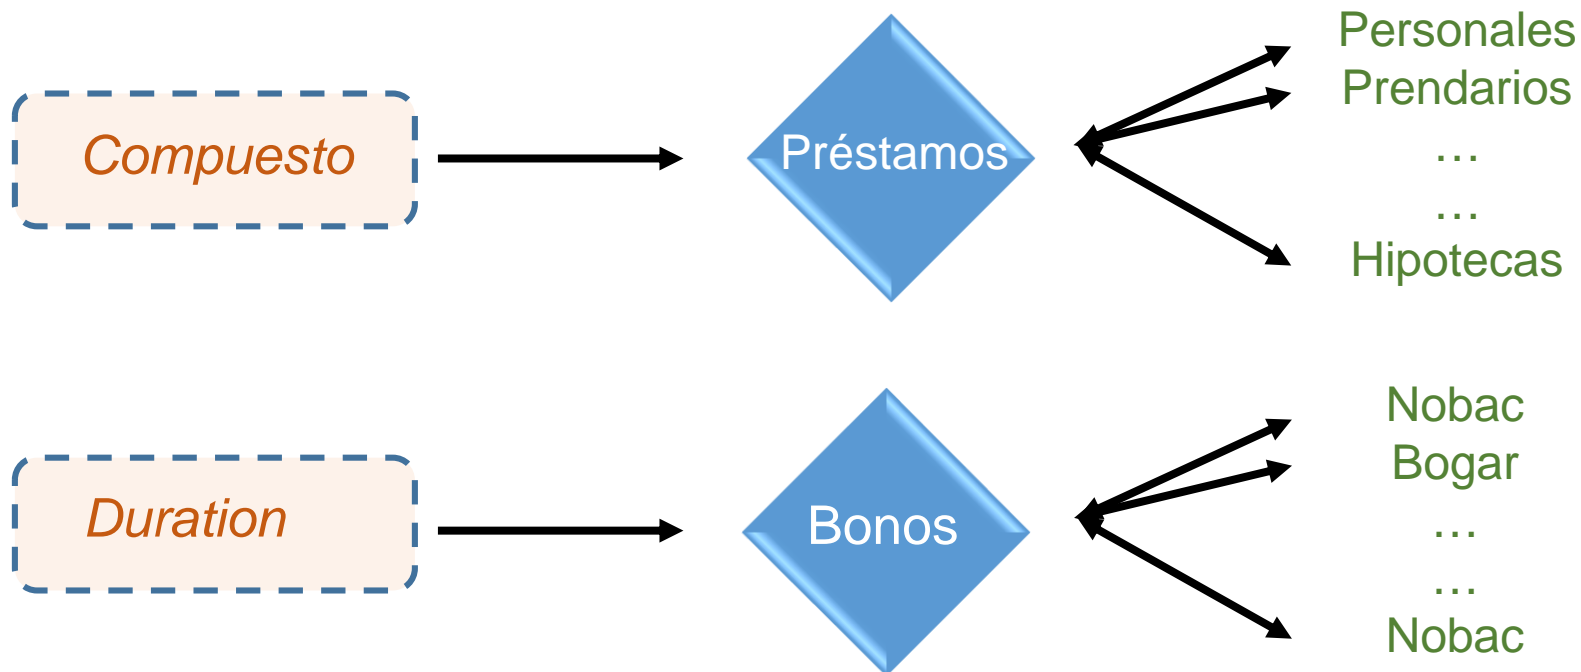 Compuesto
Préstamos
Personales
Prendarios
…
…
Hipotecas
Duration
Bonos
Nobac
Bogar
…
…
Nobac